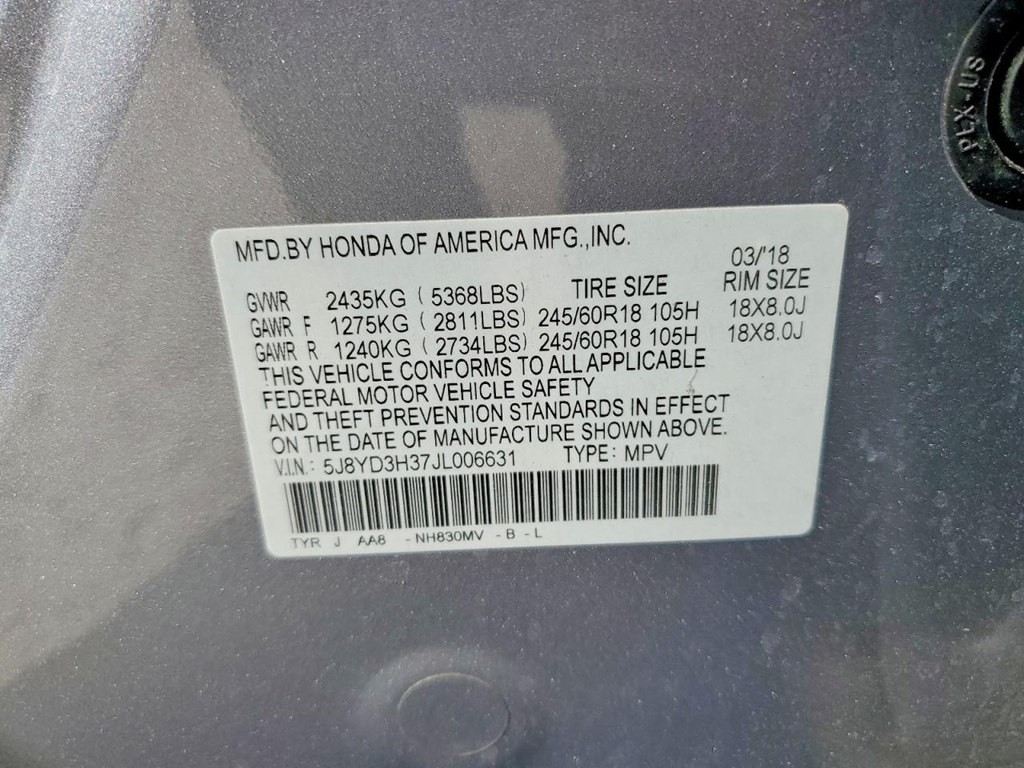 PLX-US
MFD.BY HONDA OF AMERICA MFG.,INC.
03/'18
GVWR 2435KG ( 5368LBS) TIRE SIZE RIM SIZE
GAWR F 1275KG ( 2811LBS) 245/60R18 105H 18X8.0J
GAWR R 1240KG ( 2734LBS) 245/60R18 105H 18X8.0J
THIS VEHICLE CONFORMS TO ALL APPLICABLE
FEDERAL MOTOR VEHICLE SAFETY
AND THEFT PREVENTION STANDARDS IN EFFECT
ON THE DATE OF MANUFACTURE SHOWN ABOVE.
V.I.N.: 5J8YD3H37JL006631 TYPE: MPV
TYR J AA8 -NH830MV -B -L